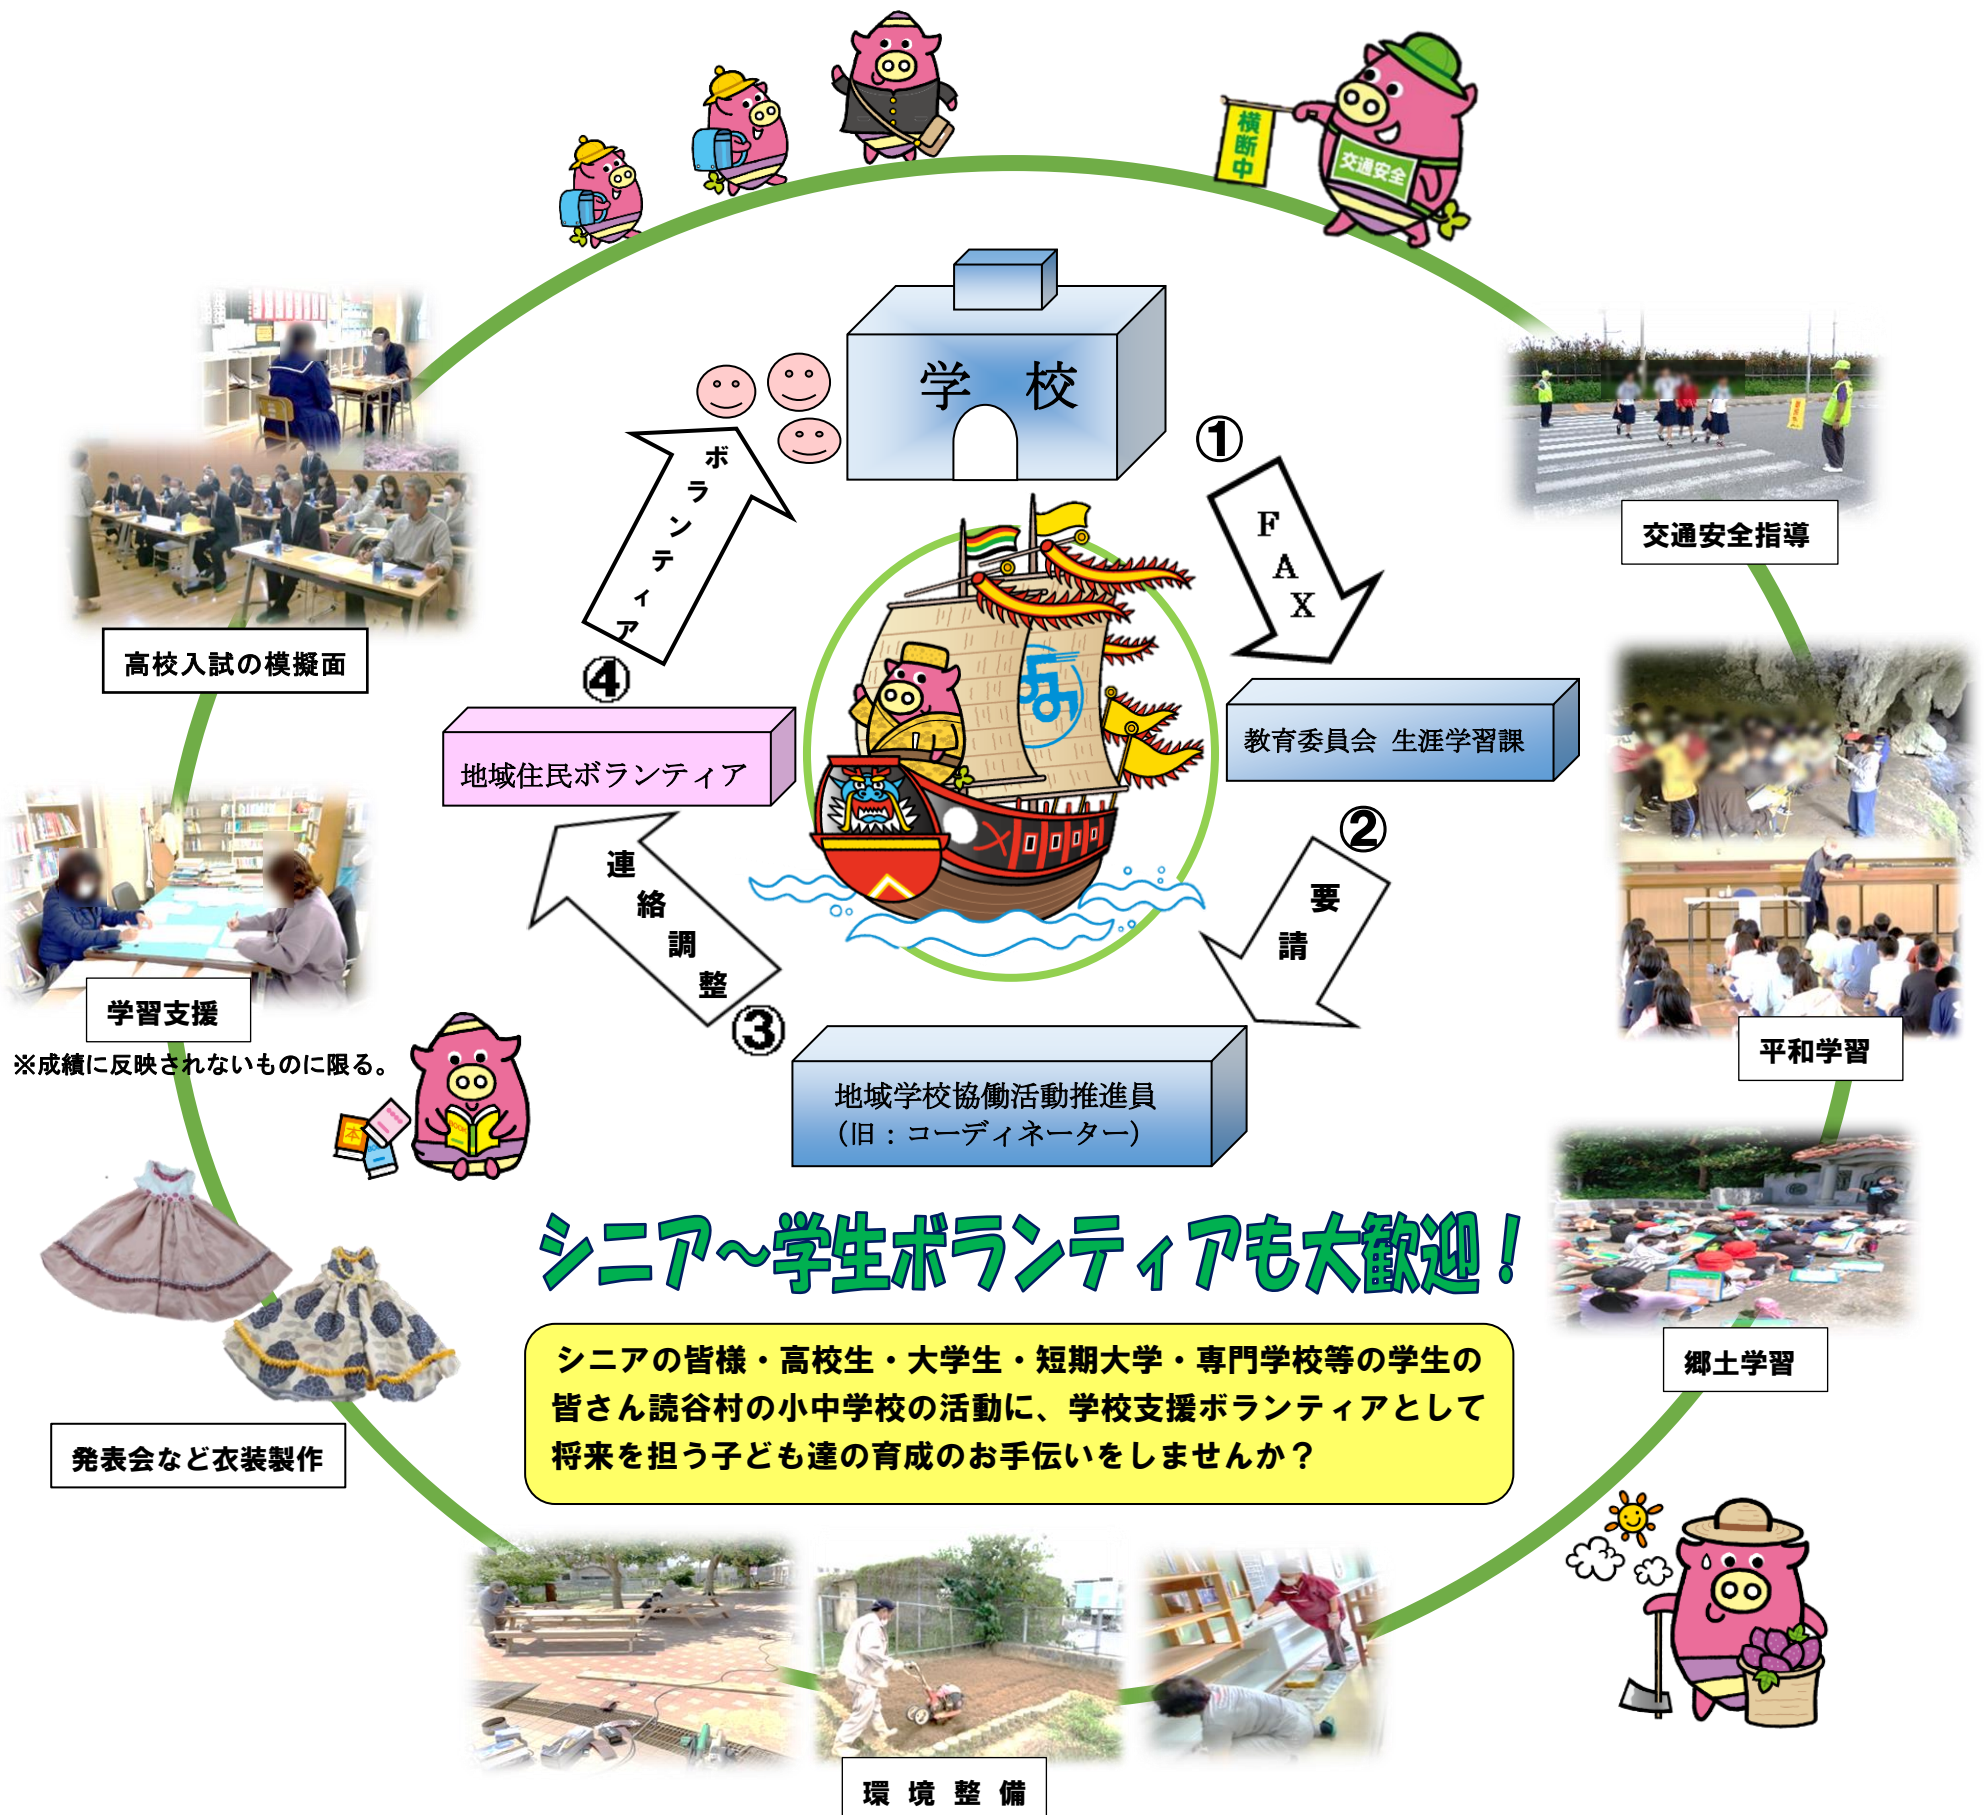 横断中
交通安全
学 校
①
FAX
教育委員会 生涯学習課
②
要請
地域学校協働活動推進員
（旧：コーディネーター）
③
連絡調整
地域住民ボランティア
④
ボランティア
交通安全指導
平和学習
郷土学習
環 境 整 備
発表会など衣装製作
学習支援
※成績に反映されないものに限る。
高校入試の模擬面
本
BOOK
シニア～学生ボランティアも大歓迎！
シニアの皆様・高校生・大学生・短期大学・専門学校等の学生の
皆さん読谷村の小中学校の活動に、学校支援ボランティアとして
将来を担う子ども達の育成のお手伝いをしませんか？